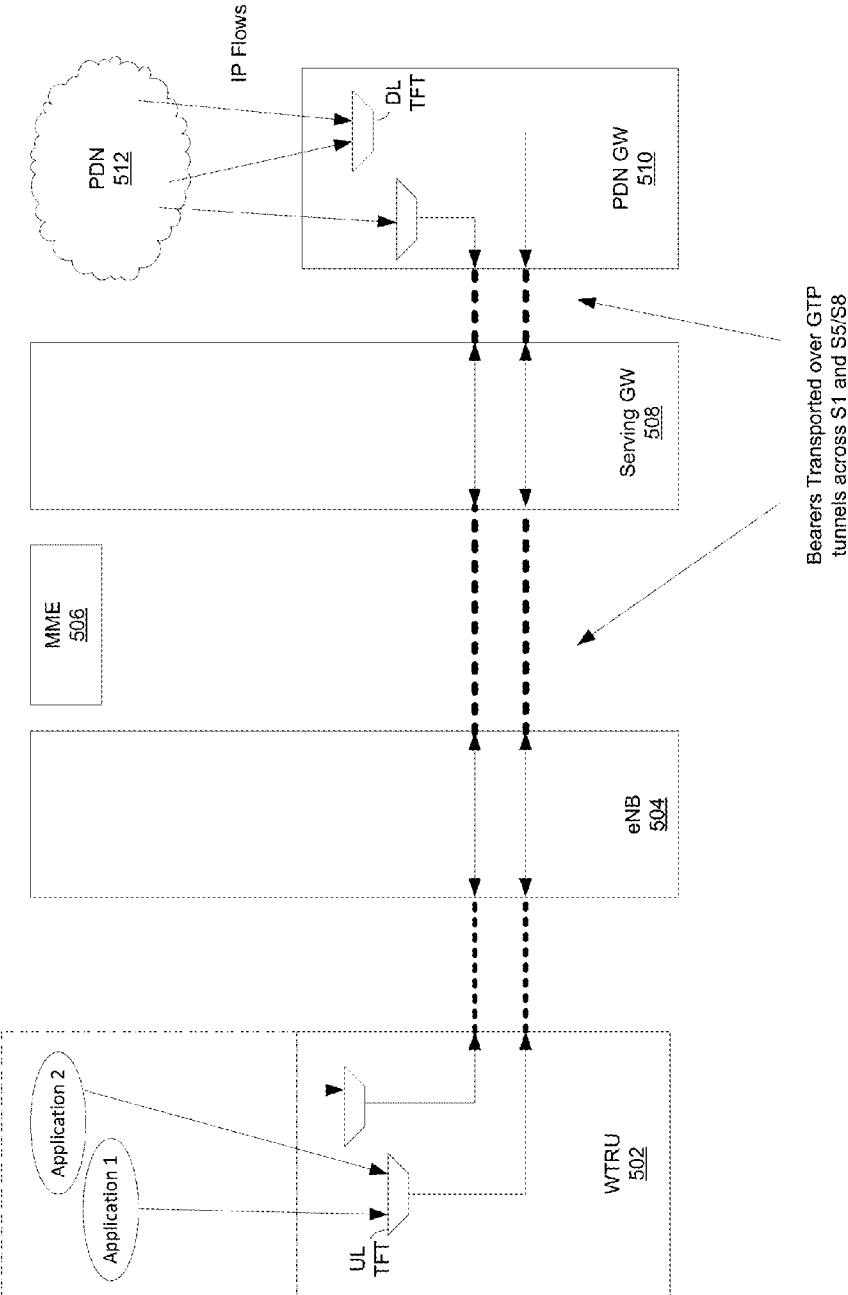 Application 1
Application 2
UL
TFT
WTRU
502
eNB
504
MME
506
Serving GW
508
PDN
512
IP Flows
DL
TFT
PDN GW
510
Bearers Transported over GTP
tunnels across S1 and S5/S8